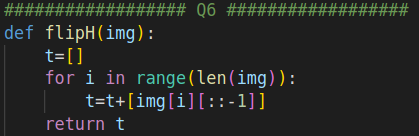 ################## Q6 ##################
def flipH(img):
    t=[]
    for i in range(len(img)):
        t=t+[img[i][::-1]]
    return t